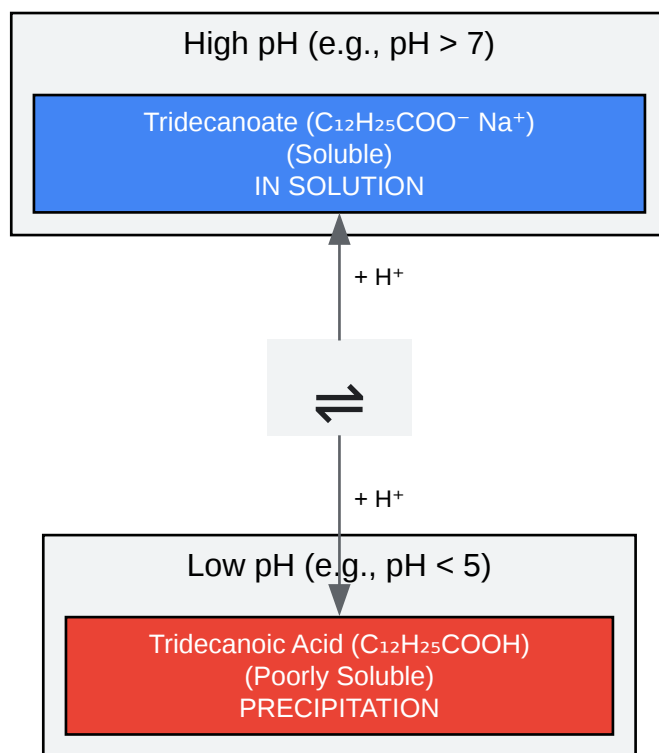 High pH (e.g., pH > 7)
Tridecanoate (C₁₂H₂₅COO⁻ Na⁺)
(Soluble)
IN SOLUTION
+ H⁺
⇌
+ H⁺
Low pH (e.g., pH < 5)
Tridecanoic Acid (C₁₂H₂₅COOH)
(Poorly Soluble)
PRECIPITATION